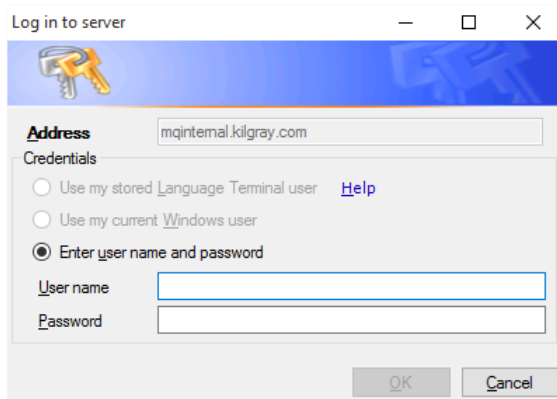 Log in to server
Address mqinternal.kilgray.com
Credentials
Use my stored Language Terminal user Help
Use my current Windows user
Enter user name and password
User name
Password
OK Cancel